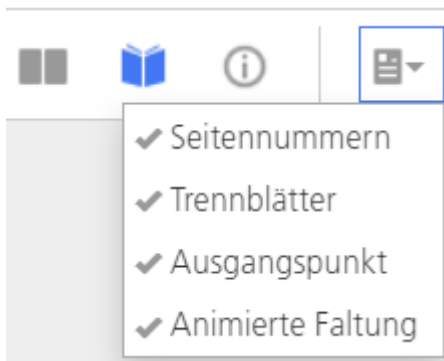 Seitennummern
Trennblätter
Ausgangspunkt
Animierte Faltung